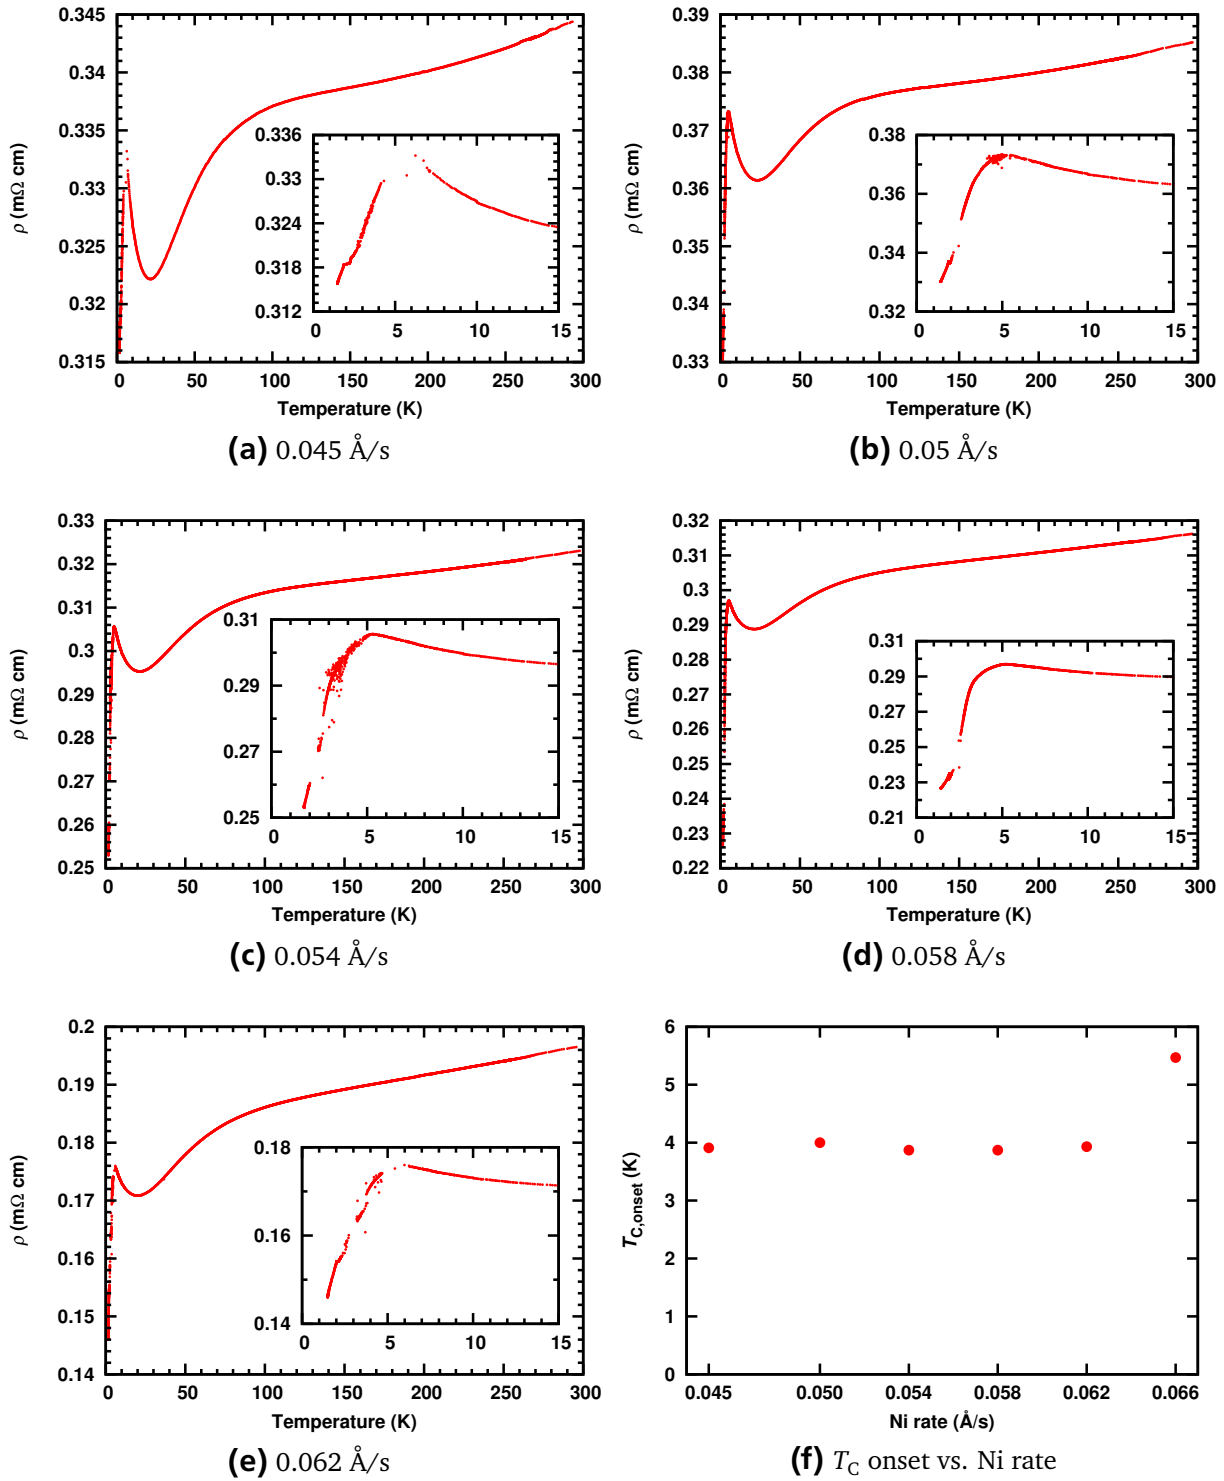 0.345
0.34
0.335
0.33
0.325
0.32
0.315
ρ (mΩ cm)
0.336
0.33
0.324
0.318
0.312
0 5 10 15
0 50 100 150 200 250 300
Temperature (K)
(a) 0.045 Å/s
0.39
0.38
0.37
0.36
0.35
0.34
0.33
ρ (mΩ cm)
0.38
0.36
0.34
0.32
0 5 10 15
0 50 100 150 200 250 300
Temperature (K)
(b) 0.05 Å/s
0.33
0.32
0.31
0.3
0.29
0.28
0.27
0.26
0.25
ρ (mΩ cm)
0.31
0.29
0.27
0.25
0 5 10 15
0 50 100 150 200 250 300
Temperature (K)
(c) 0.054 Å/s
0.32
0.31
0.3
0.29
0.28
0.27
0.26
0.25
0.24
0.23
0.22
ρ (mΩ cm)
0.31
0.29
0.27
0.25
0.23
0.21
0 5 10 15
0 50 100 150 200 250 300
Temperature (K)
(d) 0.058 Å/s
0.2
0.19
0.18
0.17
0.16
0.15
0.14
ρ (mΩ cm)
0.18
0.16
0.14
0 5 10 15
0 50 100 150 200 250 300
Temperature (K)
(e) 0.062 Å/s
6
5
4
3
2
1
0
T_C,onset (K)
0.045 0.050 0.054 0.058 0.062 0.066
Ni rate (Å/s)
(f) T_C onset vs. Ni rate